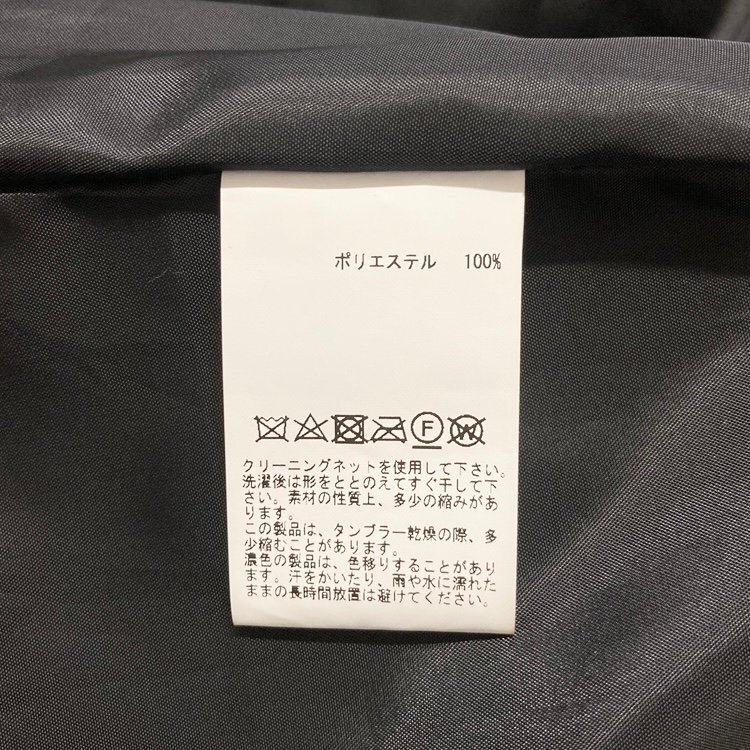 ポリエステル 100%
F W
クリーニングネットを使用して下さい。
洗濯後は形をととのえてすぐ干して下
さい。素材の性質上、多少の縮みがあ
ります。
この製品は、タンブラー乾燥の際、多
少縮むことがあります。
濃色の製品は、色移りすることがあり
ます。汗をかいたり、雨や水に濡れた
ままの長時間放置は避けてください。